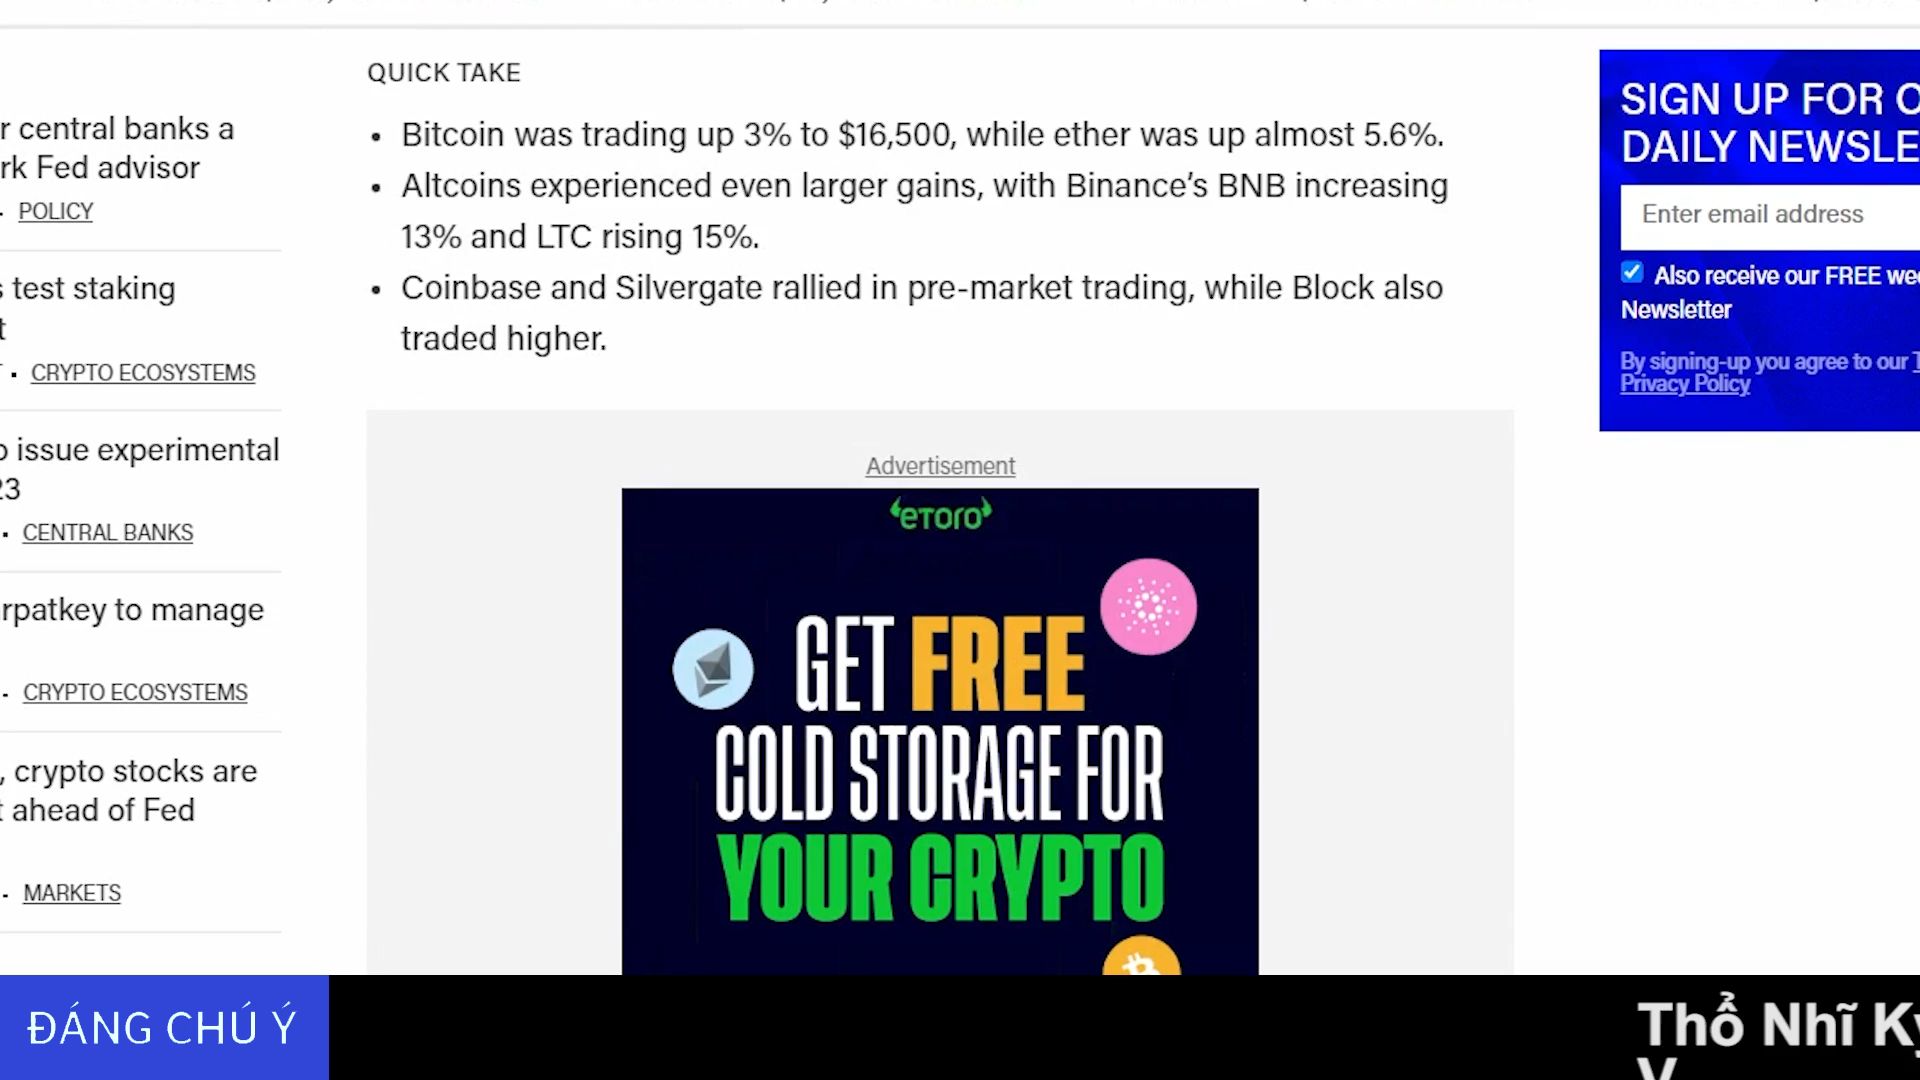 QUICK TAKE
• Bitcoin was trading up 3% to $16,500, while ether was up almost 5.6%.
• Altcoins experienced even larger gains, with Binance’s BNB increasing
13% and LTC rising 15%.
• Coinbase and Silvergate rallied in pre-market trading, while Block also
traded higher.
r central banks a
rk Fed advisor
• POLICY
test staking
• CRYPTO ECOSYSTEMS
issue experimental
23
• CENTRAL BANKS
rpatkey to manage
• CRYPTO ECOSYSTEMS
, crypto stocks are
ahead of Fed
• MARKETS
Advertisement
eToro
GET FREE
COLD STORAGE FOR
YOUR CRYPTO
SIGN UP FOR
DAILY NEWSLE
Enter email address
Also receive our FREE wee
Newsletter
By signing-up you agree to our
Privacy Policy
ĐÁNG CHÚ Ý
Thổ Nhĩ